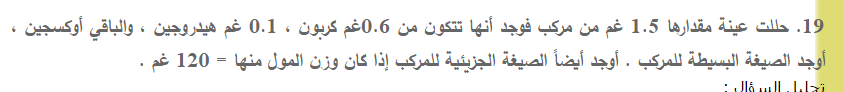 19. حللت عينة مقدارها 1.5 غم من مركب فوجد أنها تتكون من 0.6غم كربون ، 0.1 غم هيدروجين ، والباقي أوكسجين ،
أوجد الصيغة البسيطة للمركب . أوجد أيضاً الصيغة الجزيئية للمركب إذا كان وزن المول منها = 120 غم .
تحليل السؤال :